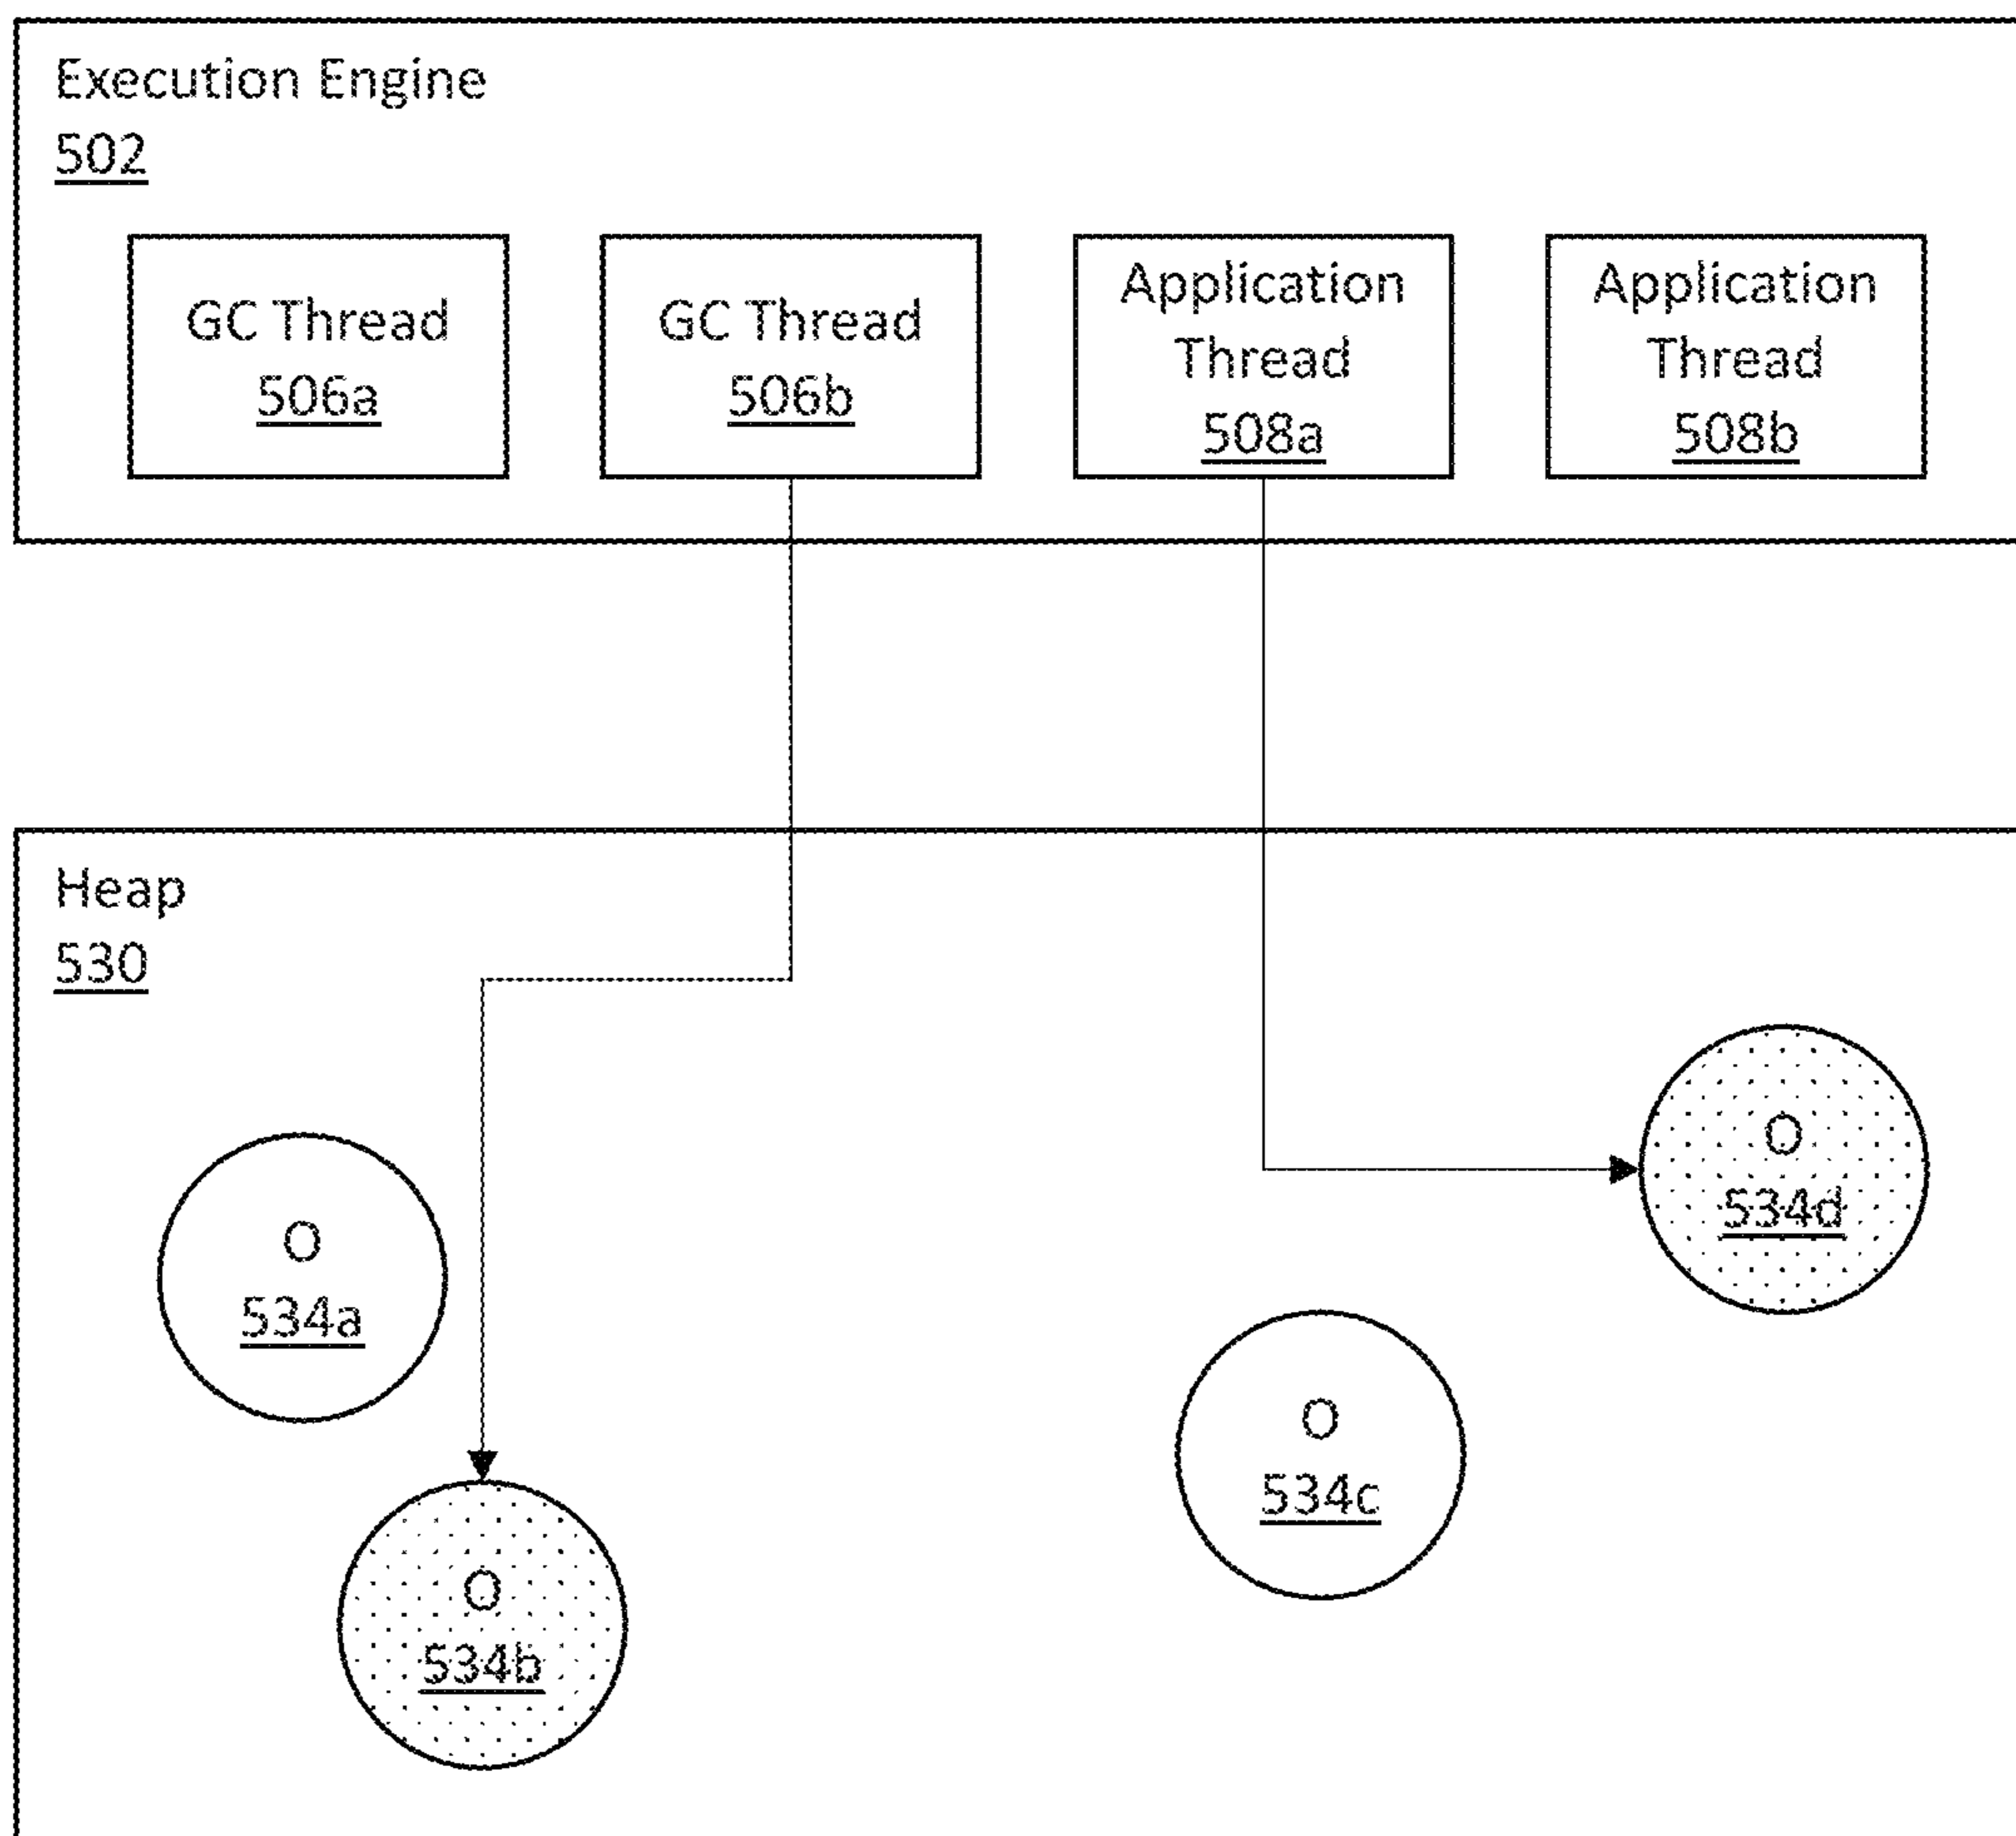 Execution Engine
502
GC Thread
506a
GC Thread
506b
Application
Thread
508a
Application
Thread
508b
Heap
530
O
534a
O
534b
O
534c
O
534d